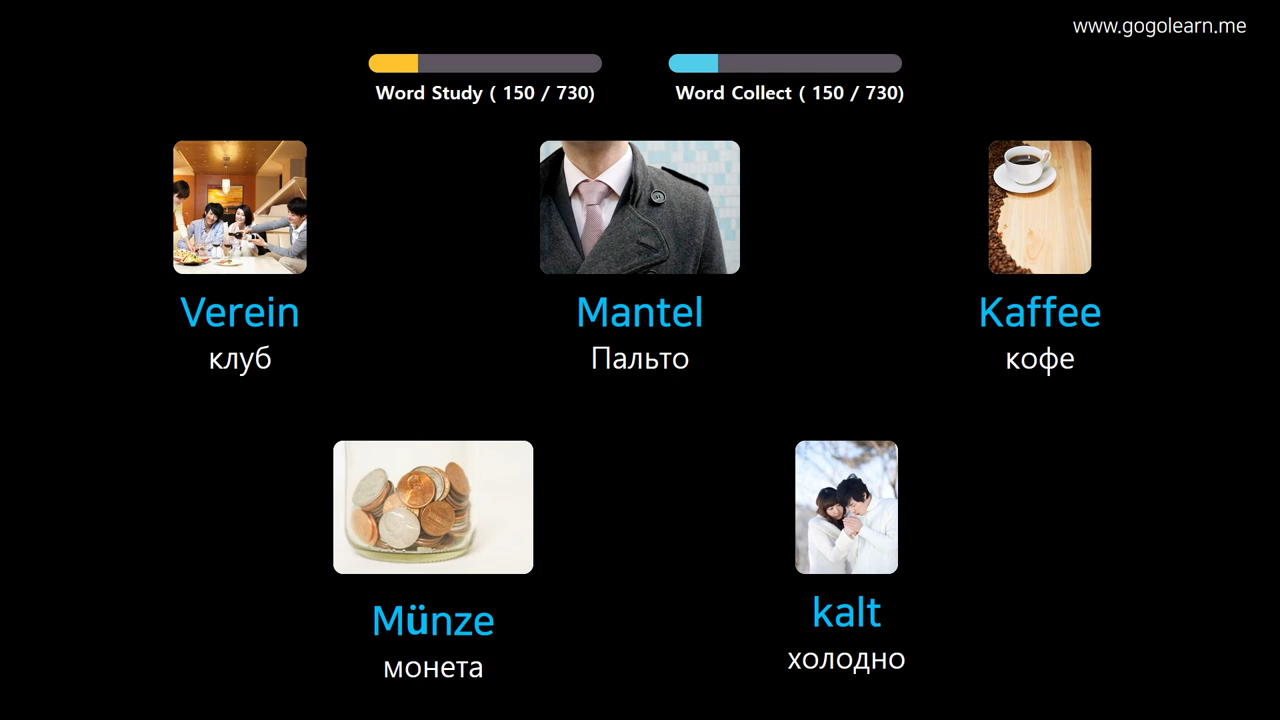 www.gogolearn.me
Word Study ( 150 / 730)
Word Collect ( 150 / 730)
Verein
клуб
Mantel
Пальто
Kaffee
кофе
Münze
монета
kalt
холодно